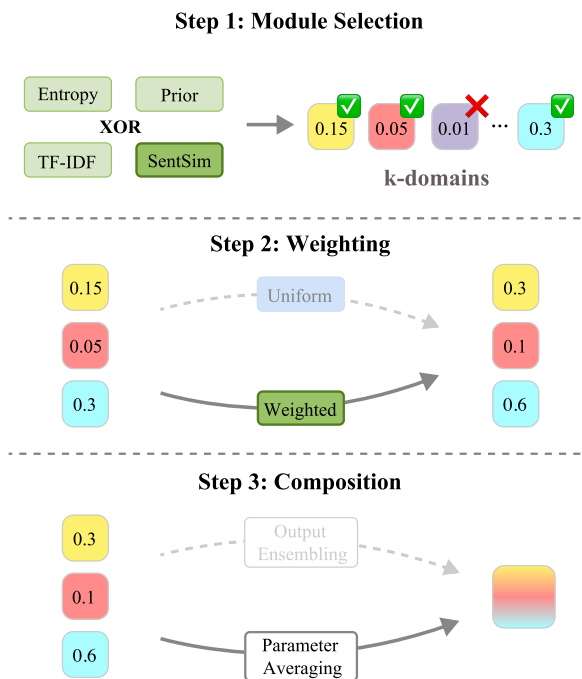 Step 1: Module Selection
Entropy
Prior
XOR
TF-IDF
SentSim
0.15
0.05
0.01
...
0.3
k-domains
Step 2: Weighting
0.15
0.05
0.3
Uniform
Weighted
0.3
0.1
0.6
Step 3: Composition
0.3
0.1
0.6
Output
Ensembling
Parameter
Averaging